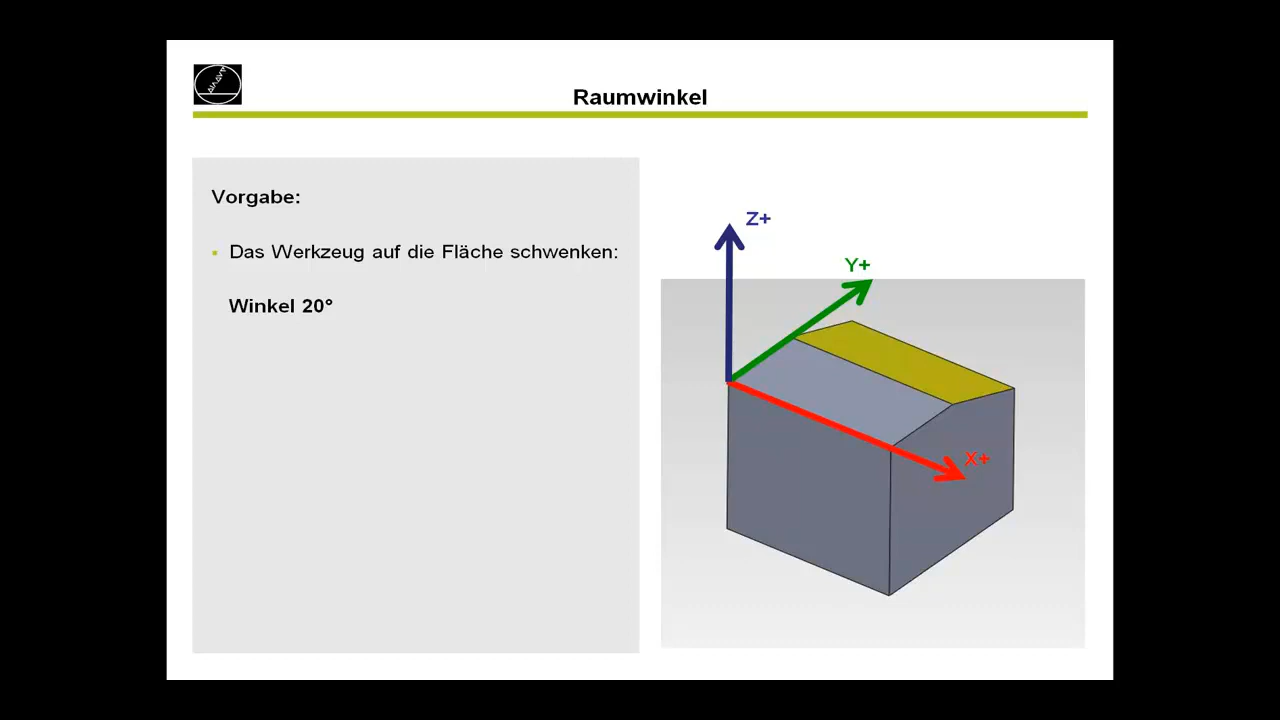 Raumwinkel
Vorgabe:
Das Werkzeug auf die Fläche schwenken:
Winkel 20°
Z+
Y+
X+